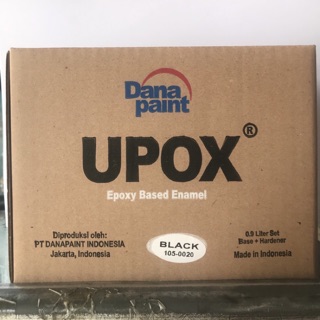 Dana
paint
UPOX®
Epoxy Based Enamel
Diproduksi oleh:
PT DANAPAINT INDONESIA
Jakarta, Indonesia
BLACK
105-0020
0.9 Liter Set
Base + Hardener
Made in Indonesia